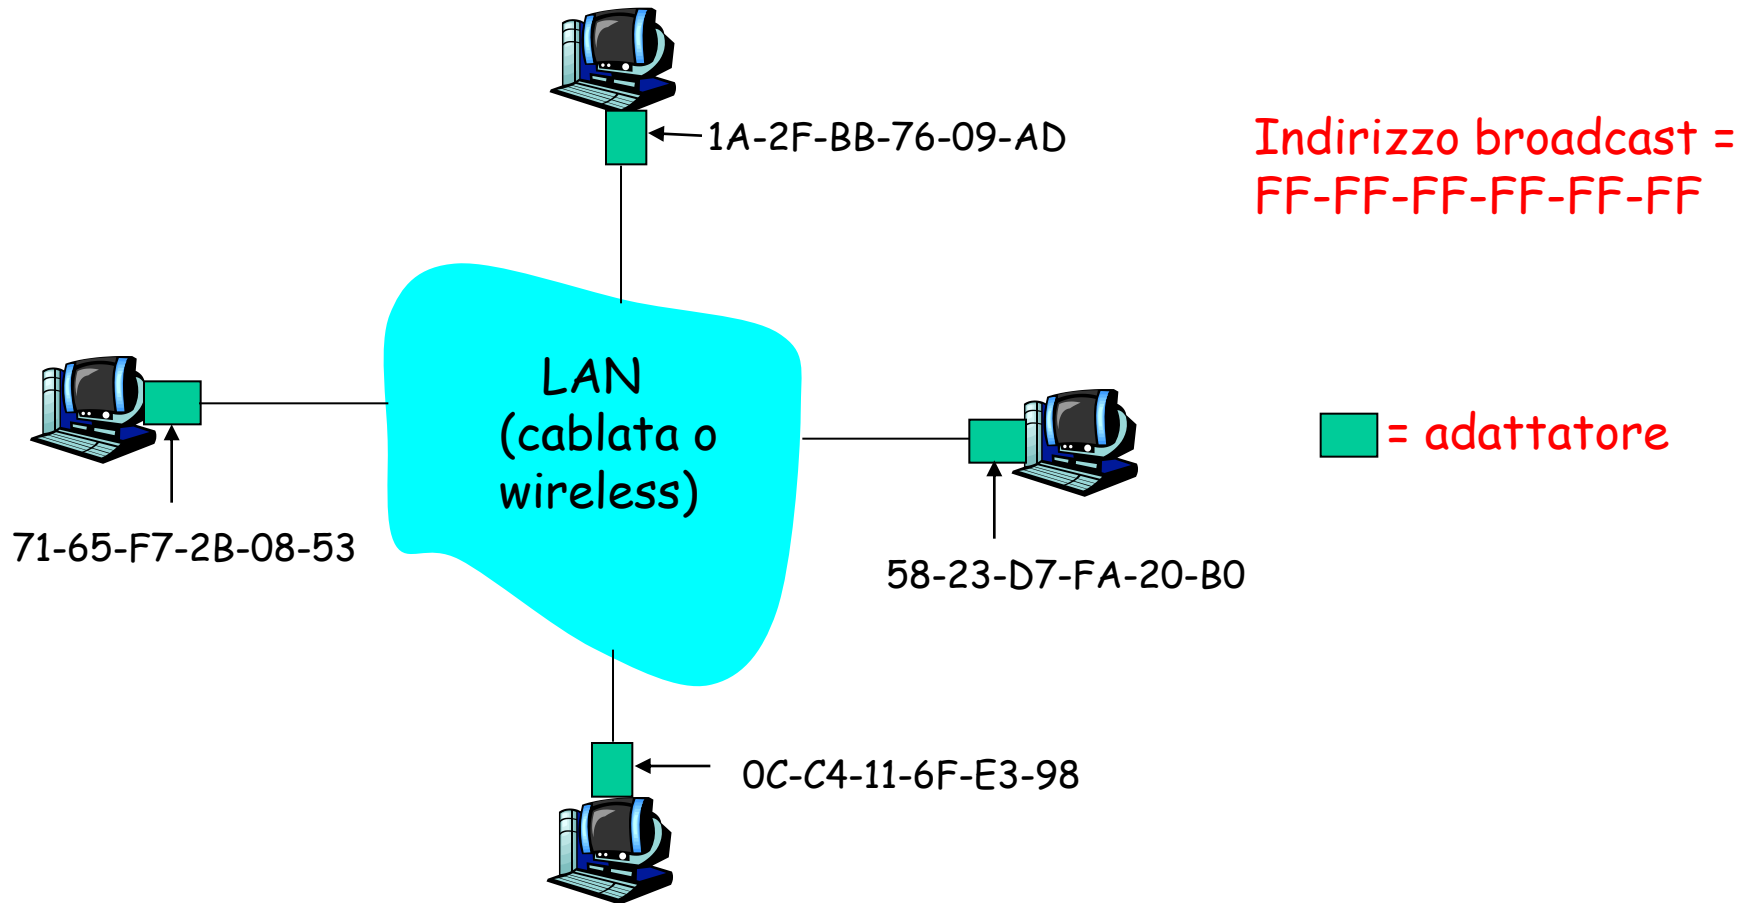 1A-2F-BB-76-09-AD
Indirizzo broadcast =
FF-FF-FF-FF-FF-FF
LAN
(cablata o
wireless)
= adattatore
71-65-F7-2B-08-53
58-23-D7-FA-20-B0
0C-C4-11-6F-E3-98